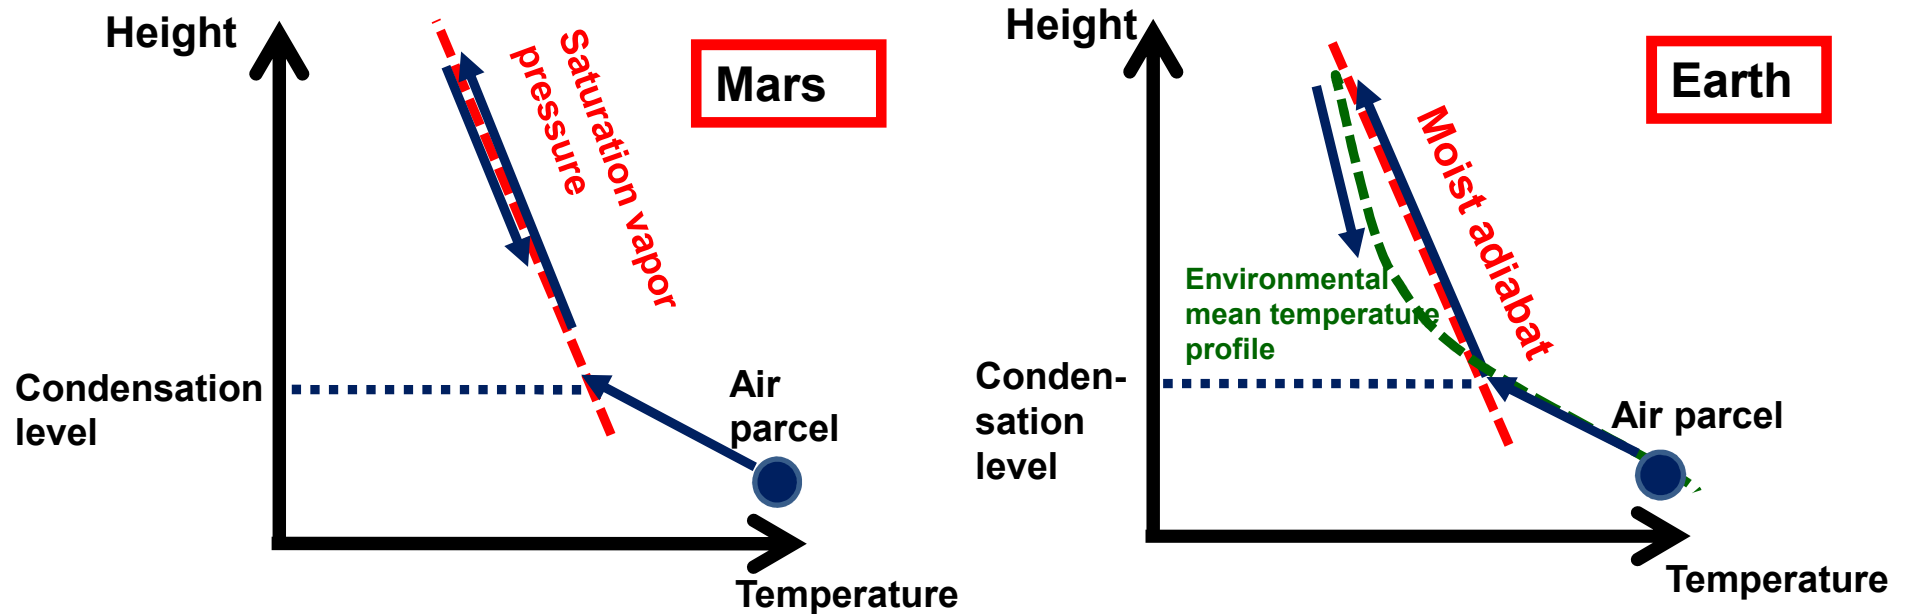 Height
Mars
Saturation vapor
pressure
Condensation
level
Air
parcel
Temperature
Height
Earth
Moist adiabat
Environmental
mean temperature
profile
Conden-
sation
level
Air parcel
Temperature